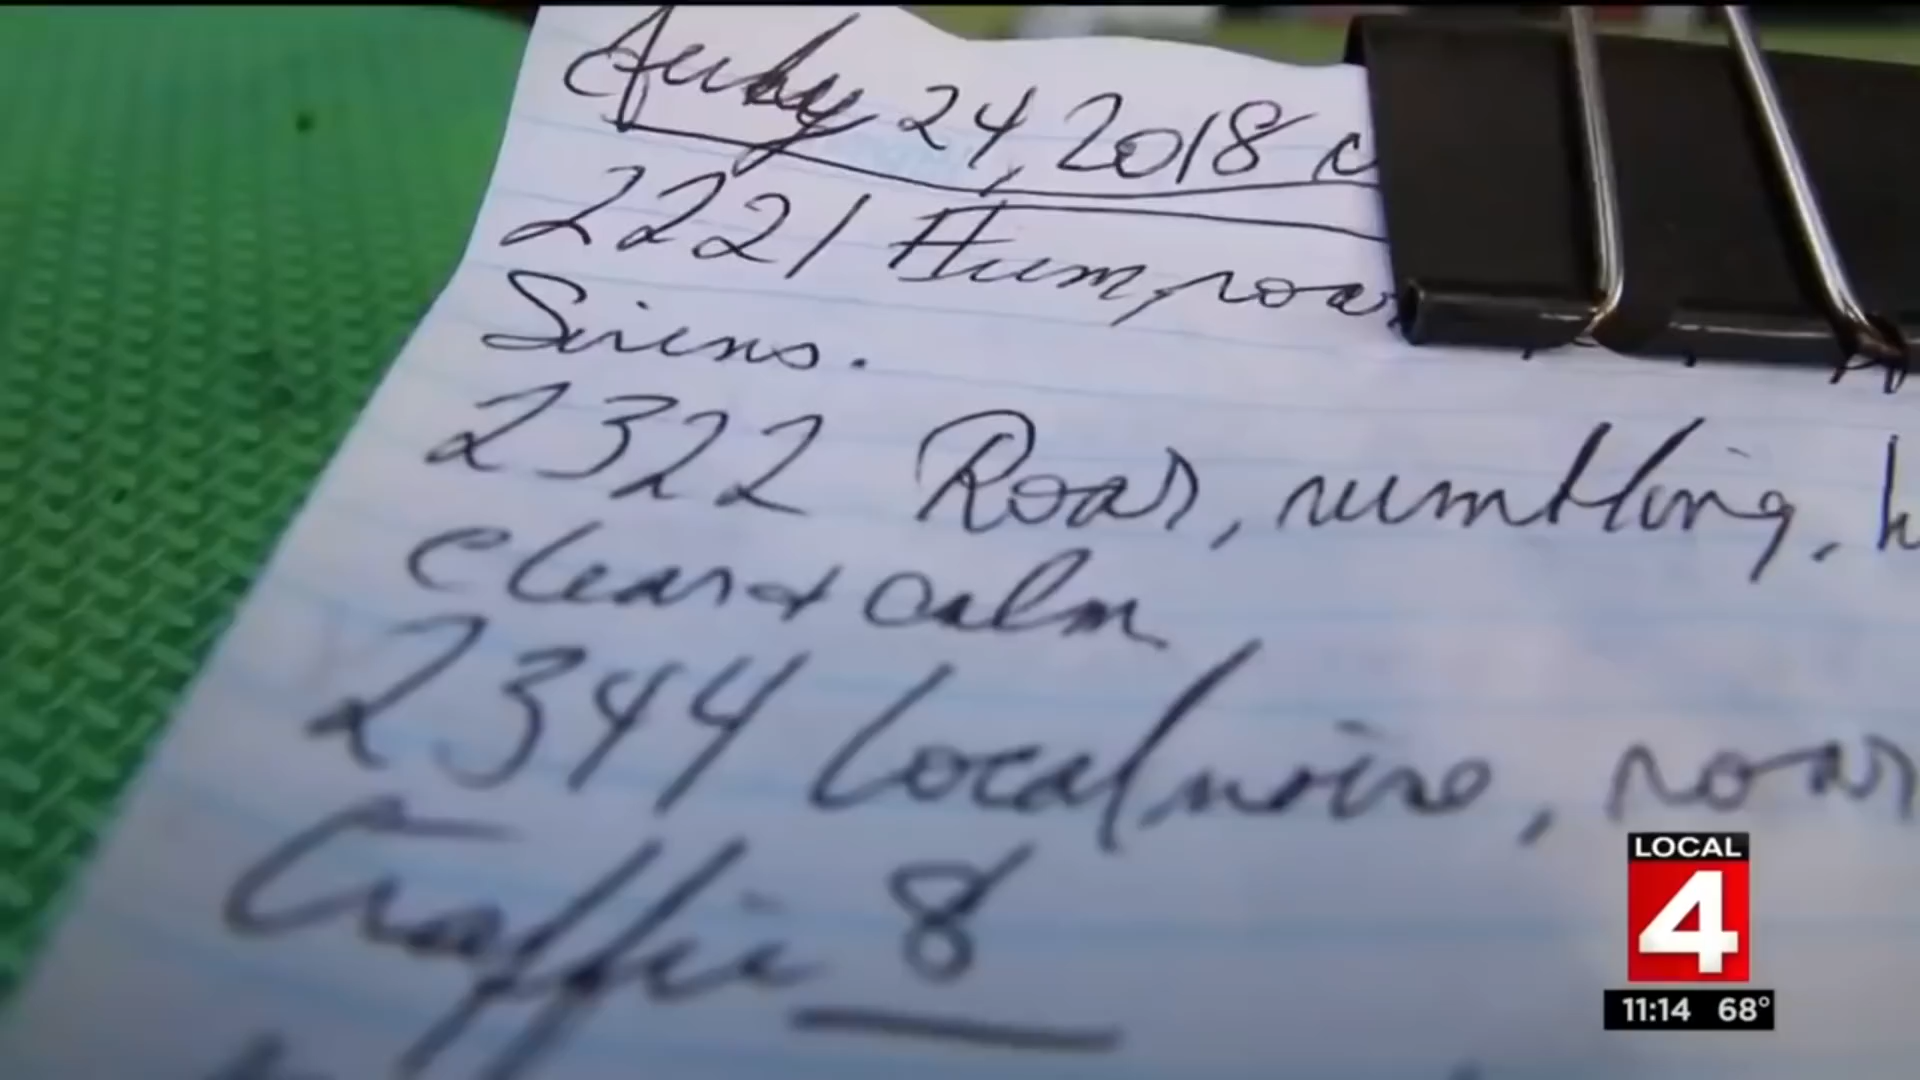 July 24, 2018
2221 Hum, roar
Sirens.
2322 Roar, rumbling, h
clear & calm
2344 Local noise, roar
traffic 8
LOCAL
4
11:14 68°